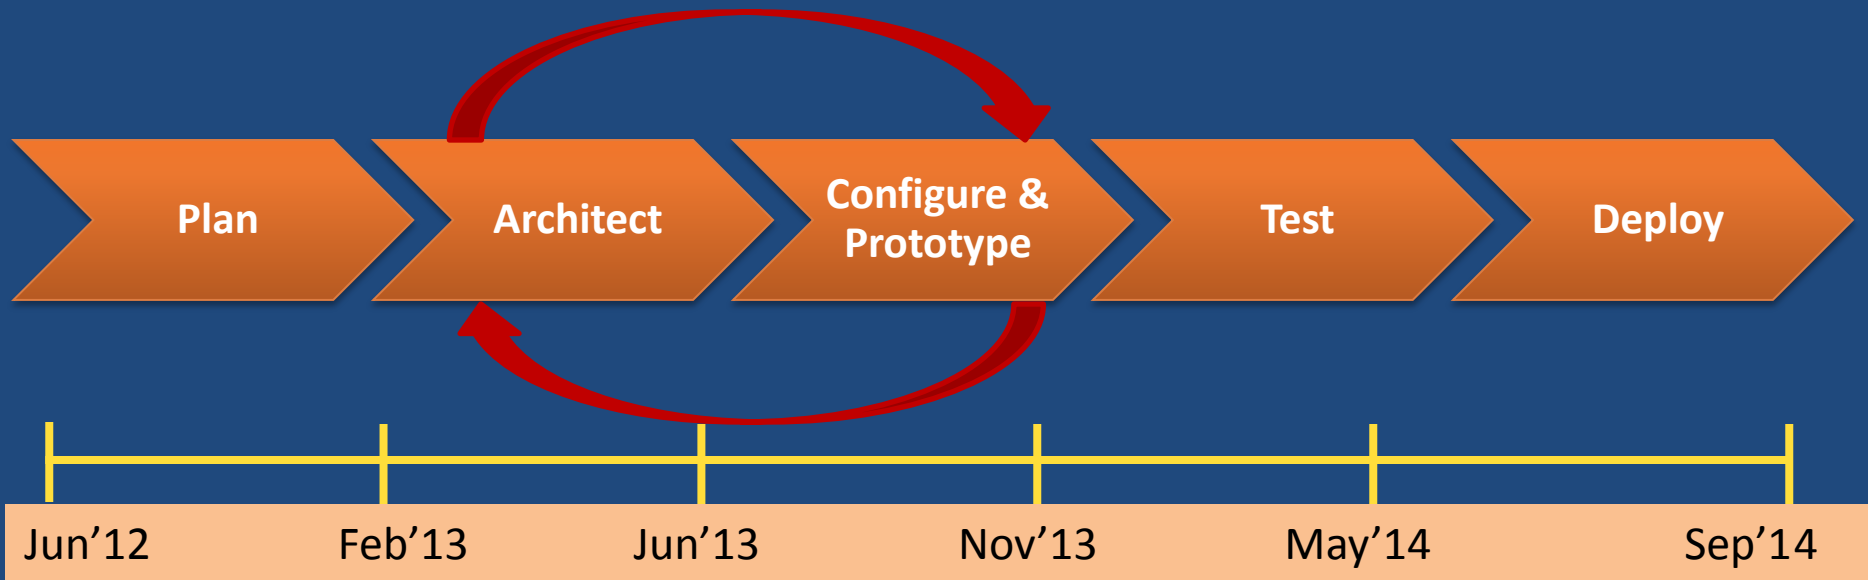 Plan
Architect
Configure &
Prototype
Test
Deploy
Jun’12
Feb’13
Jun’13
Nov’13
May’14
Sep’14